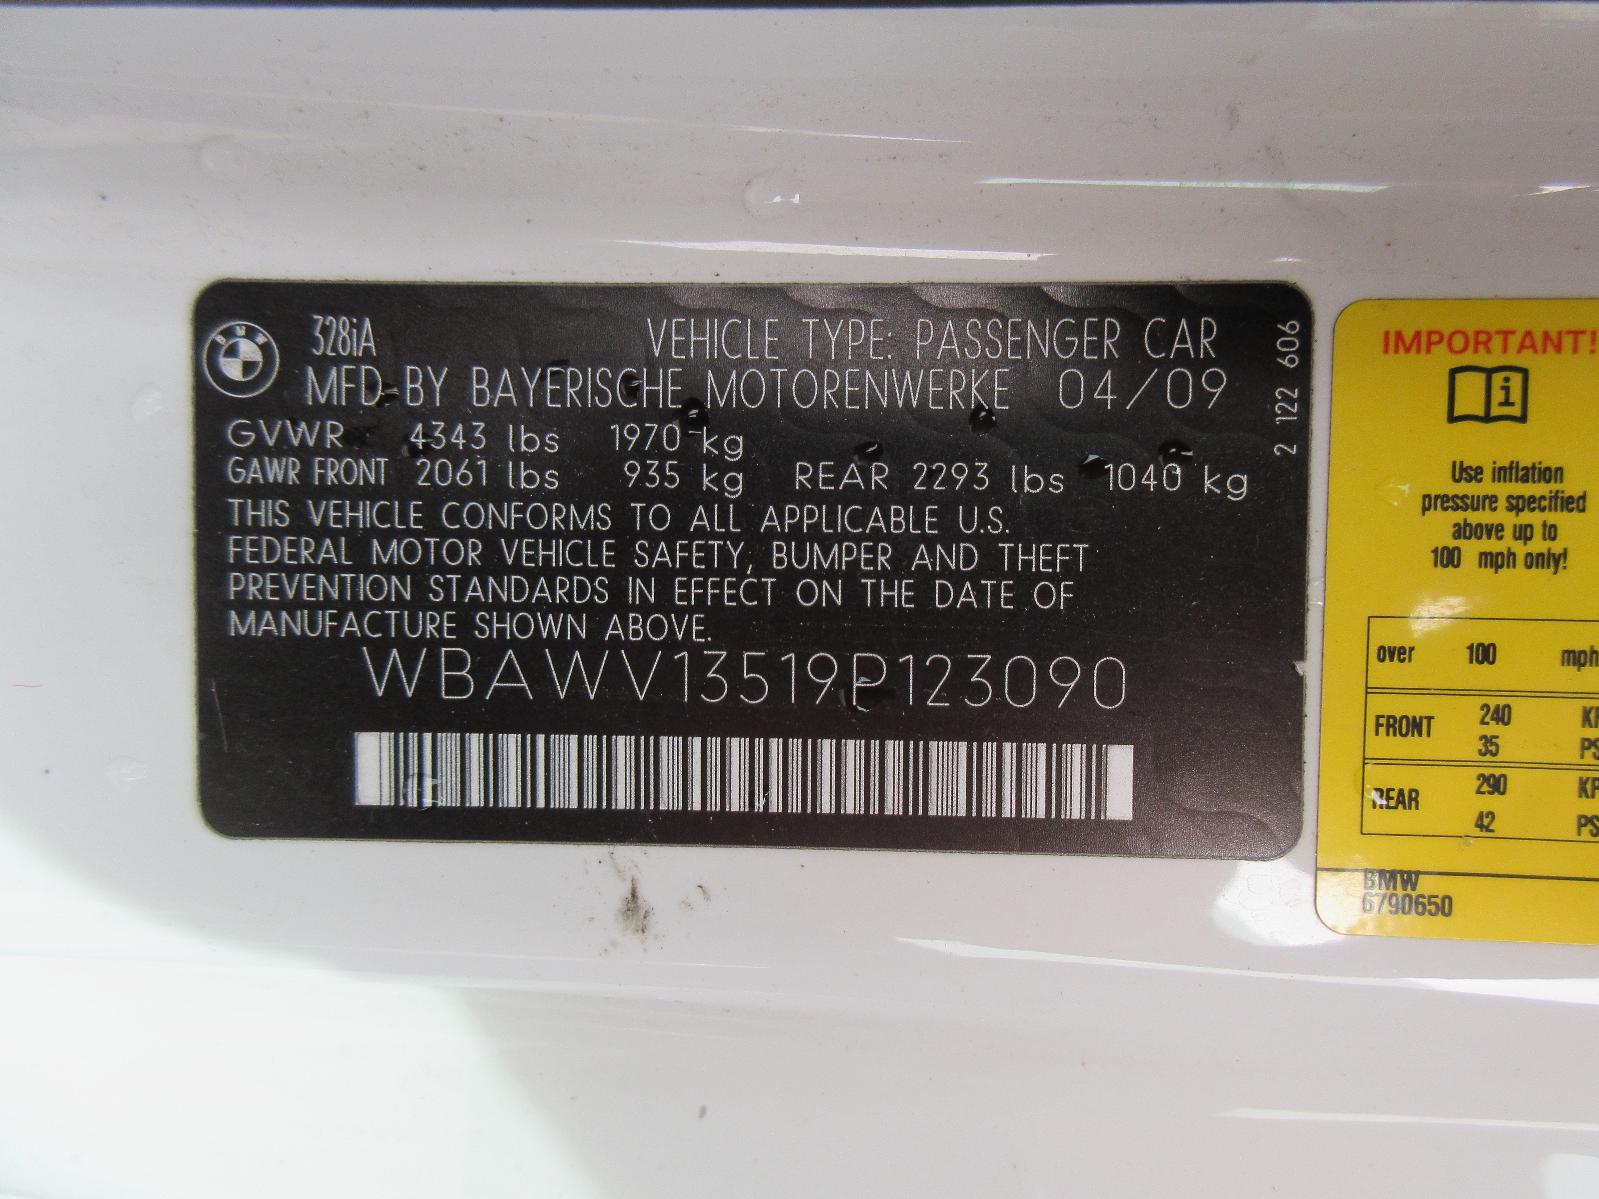 328iA VEHICLE TYPE: PASSENGER CAR
MFD. BY BAYERISCHE MOTORENWERKE 04/09
GVWR 4343 lbs 1970 kg
GAWR FRONT 2061 lbs 935 kg REAR 2293 lbs 1040 kg
THIS VEHICLE CONFORMS TO ALL APPLICABLE U.S.
FEDERAL MOTOR VEHICLE SAFETY, BUMPER AND THEFT
PREVENTION STANDARDS IN EFFECT ON THE DATE OF
MANUFACTURE SHOWN ABOVE.
WBAWV13519P123090
2 122 606
IMPORTANT!
i
Use inflation
pressure specified
above up to
100 mph only!
over 100 mph
FRONT 240
35
REAR 290
42
BMW
6790650